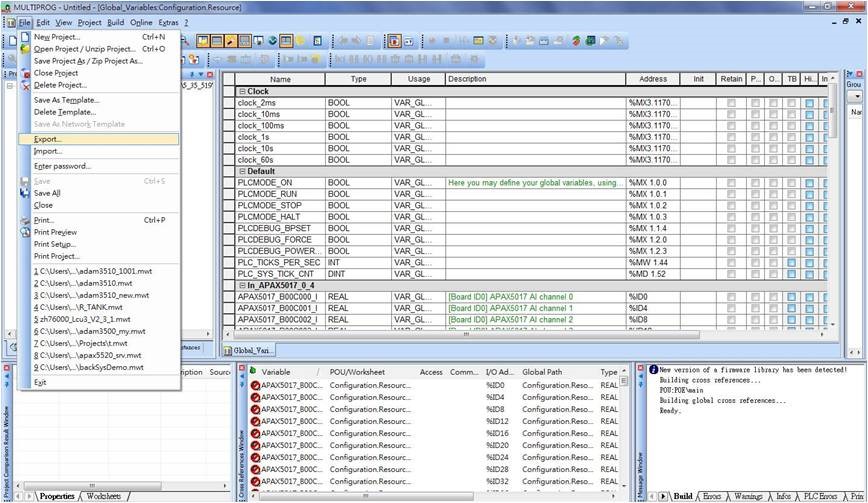 MULTIPROG - Untitled - [Global_Variables:Configuration.Resource]
File Edit View Project Build Online Extras ?
New Project... Ctrl+N
Open Project / Unzip Project... Ctrl+O
Save Project As / Zip Project As...
Close Project
Delete Project...
Save As Template...
Delete Template...
Save As Network Template
Export...
Import...
Enter password...
Save Ctrl+S
Save All
Close
Print... Ctrl+P
Print Preview
Print Setup...
Print Project...
1 C:\Users\...\adam3510_1001.mwt
2 C:\Users\...\adam3510.mwt
3 C:\Users\...\adam3510_new.mwt
4 C:\Users\...\R_TANK.mwt
5 zh76000_Lcu3_V2_3_1.mwt
6 C:\Users\...\adam3500_my.mwt
7 C:\Users\...\Projects\t.mwt
8 C:\Users\...\apax5520_srv.mwt
9 C:\Users\...\backSysDemo.mwt
Exit
Name Type Usage Description Address Init Retain P... O... TB Hi... In
Clock
clock_2ms BOOL VAR_GL... %MX3.1170...
clock_10ms BOOL VAR_GL... %MX3.1170...
clock_100ms BOOL VAR_GL... %MX3.1170...
clock_1s BOOL VAR_GL... %MX3.1170...
clock_10s BOOL VAR_GL... %MX3.1170...
clock_60s BOOL VAR_GL... %MX3.1170...
Default
PLCMODE_ON BOOL VAR_GL... Here you may define your global variables, using... %MX 1.0.0
PLCMODE_RUN BOOL VAR_GL... %MX 1.0.1
PLCMODE_STOP BOOL VAR_GL... %MX 1.0.2
PLCMODE_HALT BOOL VAR_GL... %MX 1.0.3
PLCDEBUG_BPSET BOOL VAR_GL... %MX 1.1.4
PLCDEBUG_FORCE BOOL VAR_GL... %MX 1.2.0
PLCDEBUG_POWER... BOOL VAR_GL... %MX 1.2.3
PLC_TICKS_PER_SEC INT VAR_GL... %MW 1.44
PLC_SYS_TICK_CNT DINT VAR_GL... %MD 1.52
In_APAX5017_0_4
APAX5017_B00C000_I REAL VAR_GL... [Board ID0] APAX5017 AI channel 0 %ID0
APAX5017_B00C001_I REAL VAR_GL... [Board ID0] APAX5017 AI channel 1 %ID4
APAX5017_B00C002_I REAL VAR_GL... [Board ID0] APAX5017 AI channel 2 %ID8
Global_Vari...
Grou
Nar
Project Comparison Result Window
Properties Worksheets
Cross References Window
Variable POU/Worksheet Access Comm... I/O Ad... Global Path Type
APAX5017_B00C... Configuration.Resourc... %ID0 Configuration.Reso... REAL
APAX5017_B00C... Configuration.Resourc... %ID4 Configuration.Reso... REAL
APAX5017_B00C... Configuration.Resourc... %ID8 Configuration.Reso... REAL
APAX5017_B00C... Configuration.Resourc... %ID12 Configuration.Reso... REAL
APAX5017_B00C... Configuration.Resourc... %ID16 Configuration.Reso... REAL
APAX5017_B00C... Configuration.Resourc... %ID20 Configuration.Reso... REAL
APAX5017_B00C... Configuration.Resourc... %ID24 Configuration.Reso... REAL
APAX5017_B00C... Configuration.Resourc... %ID28 Configuration.Reso... REAL
APAX5017_B00C... Configuration.Resourc... %ID32 Configuration.Reso... REAL
Message Window
New version of a firmware library has been detected!
Building cross references...
POU:POE\main
Building global cross references...
Ready.
Build Errors Warnings Infos PLC Errors Print